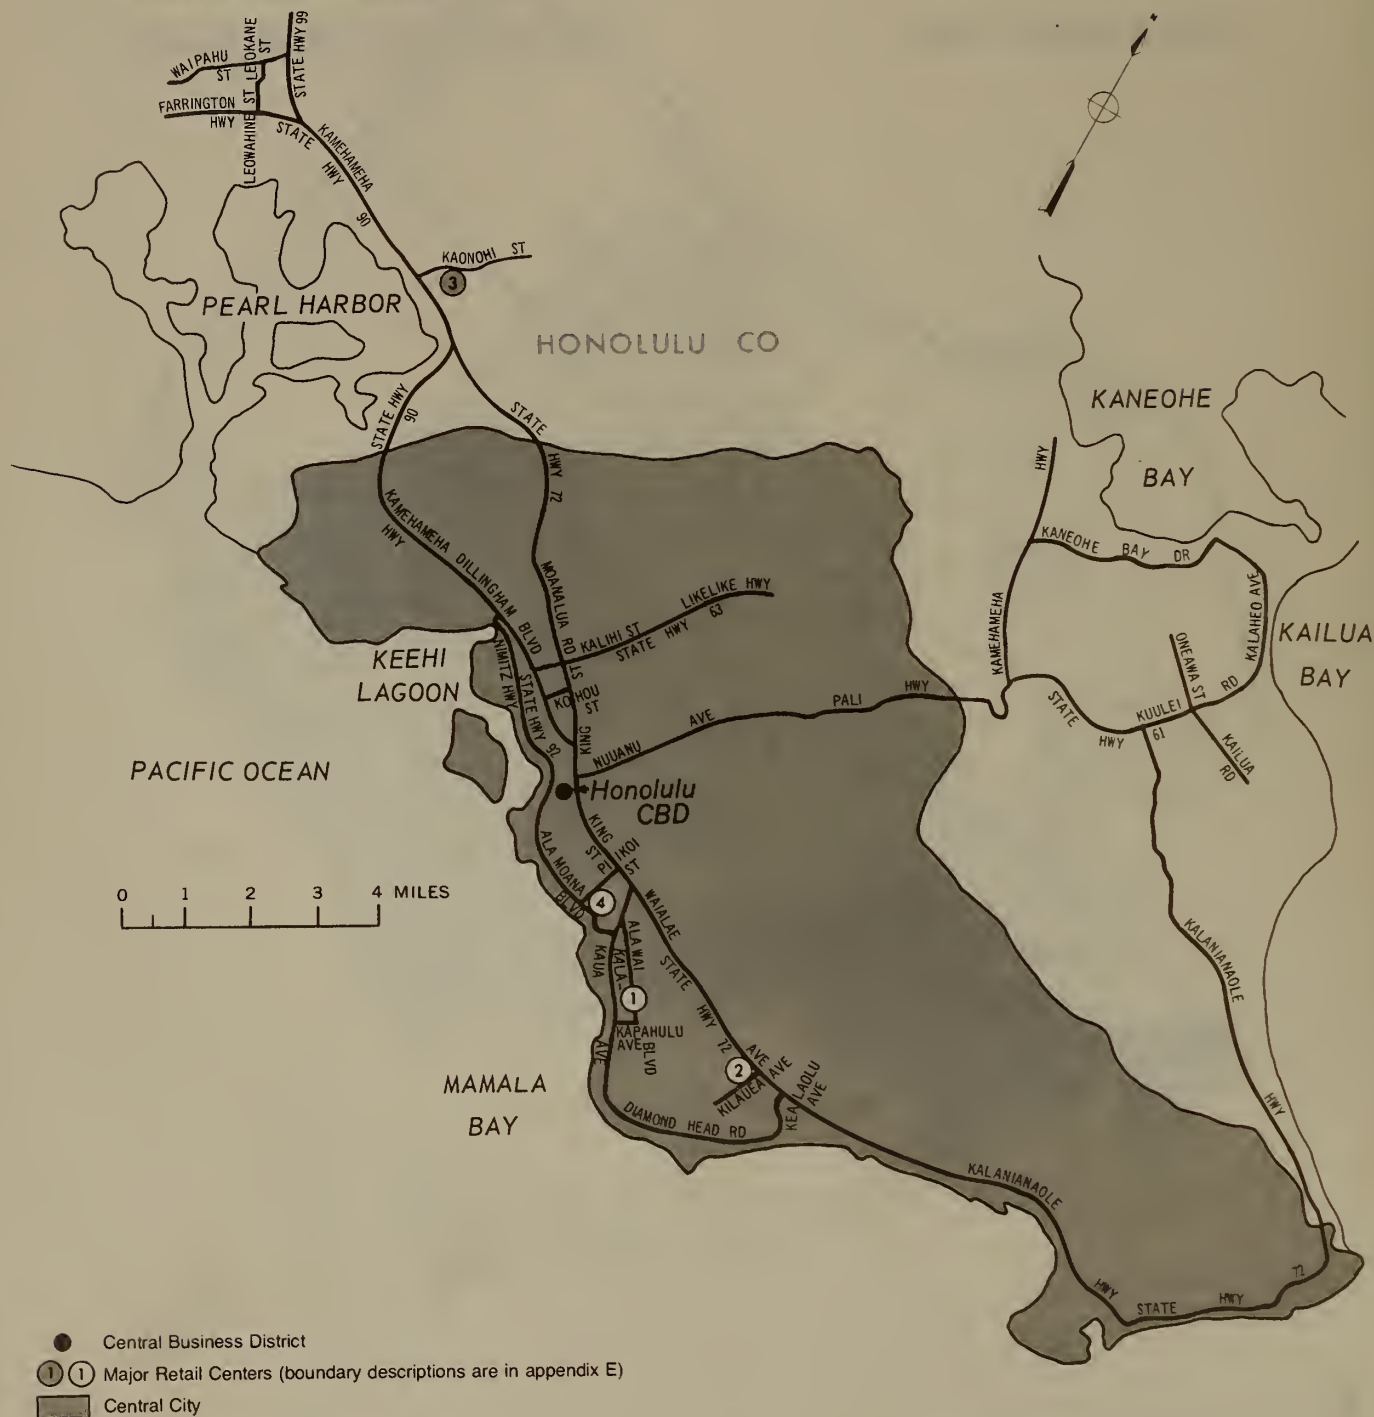 N
WAIPAHU
ST
LEOKANE
ST
STATE HWY 99
FARRINGTON
HWY
LEOWAHINE ST
STATE
HWY
KAMEHAMEHA
90
KAONOHI ST
3
PEARL HARBOR
HONOLULU CO
STATE HWY
90
STATE
HWY
72
KANEOHE
BAY
HWY
KANEOHE BAY DR
KAMEHAMEHA
HWY
DILLINGHAM BLVD
MOANALUA RD
LIKELIKE HWY
KALIHI ST
STATE HWY 63
KAMEHAMEHA
KALAHEO AVE
ONEAWA ST
KAILUA
BAY
KEEHI
LAGOON
NIMITZ HWY
STATE HWY
92
KOHOU
ST
ST
KING
NUUANU AVE PALI HWY
STATE
HWY
KUULEI RD
61
KAILUA
RD
PACIFIC OCEAN
Honolulu
CBD
KING
ST
PIIKOI
ST
ALA MOANA
BLVD
0 1 2 3 4 MILES
4
WAIALAE
STATE HWY
72
AVE
ALA WAI
KALA-
KAUA
AVE
1
KAPAHULU
AVE
BLVD
KALANIANAOLE
HWY
2
KILAUEA AVE
KEALAOLU
AVE
MAMALA
BAY
DIAMOND HEAD RD
KALANIANAOLE
HWY
STATE HWY
72
Central Business District
1 1 Major Retail Centers (boundary descriptions are in appendix E)
Central City